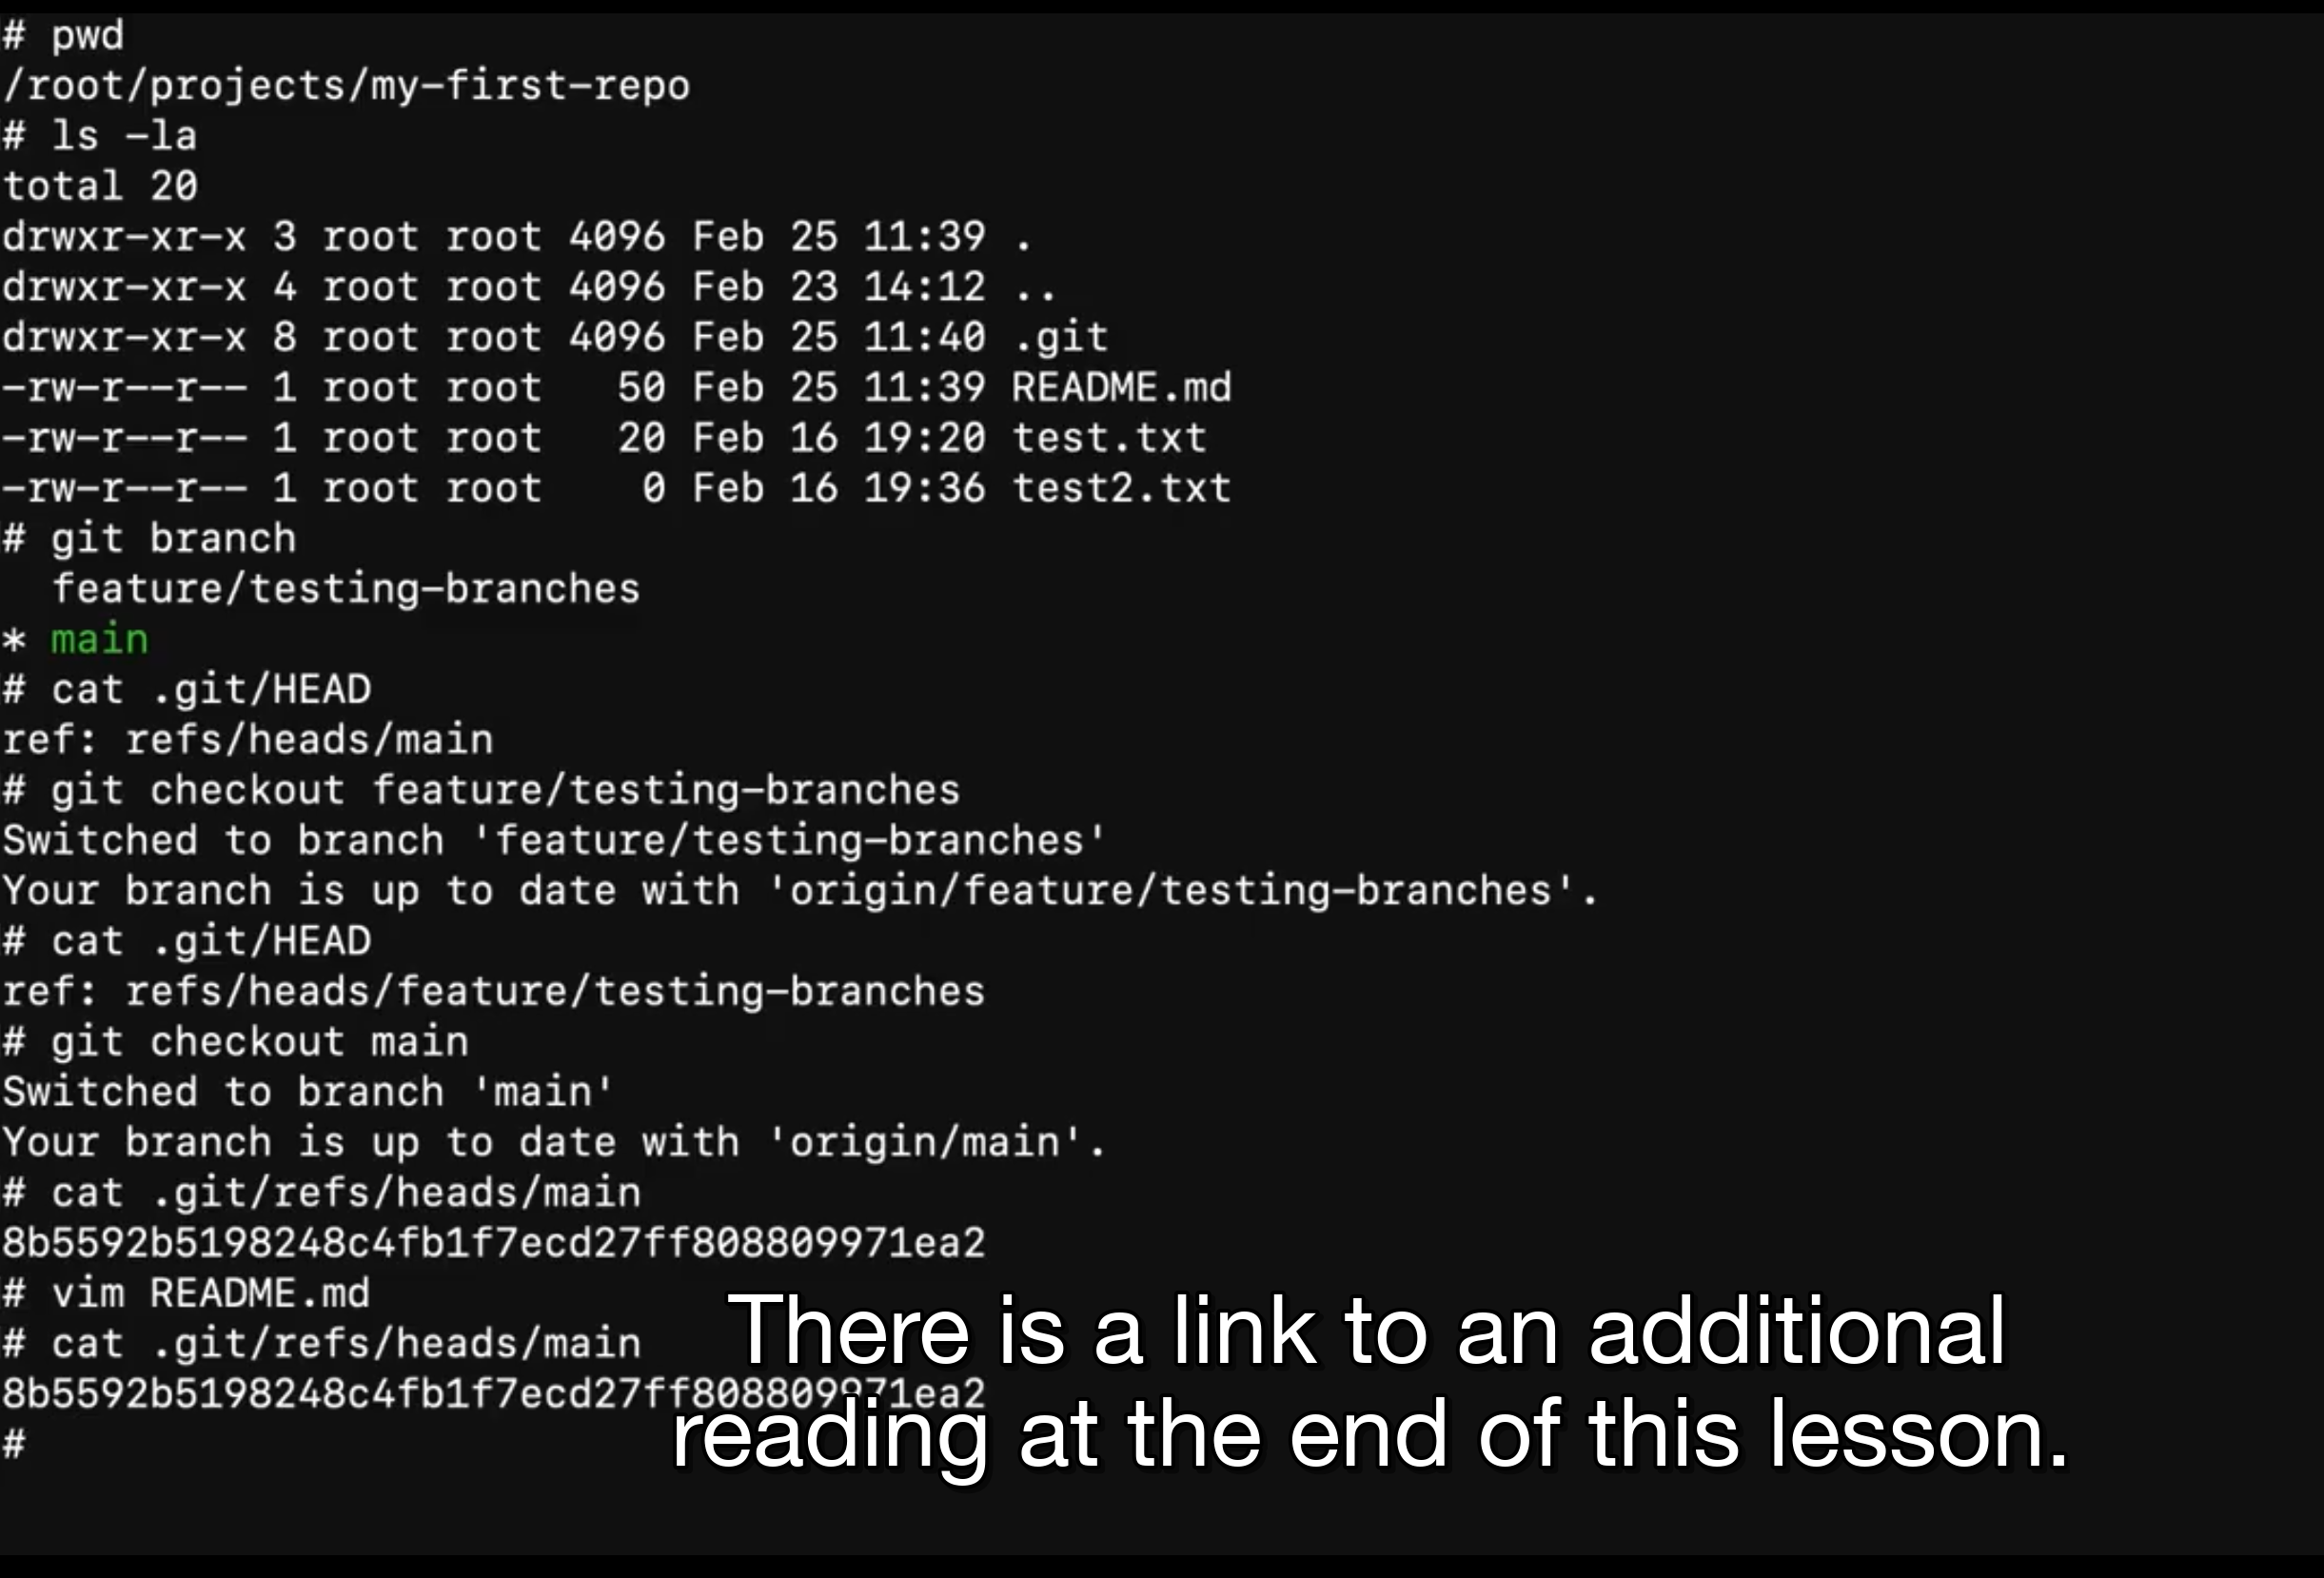 # pwd
/root/projects/my-first-repo
# ls -la
total 20
drwxr-xr-x 3 root root 4096 Feb 25 11:39 .
drwxr-xr-x 4 root root 4096 Feb 23 14:12 ..
drwxr-xr-x 8 root root 4096 Feb 25 11:40 .git
-rw-r--r-- 1 root root   50 Feb 25 11:39 README.md
-rw-r--r-- 1 root root   20 Feb 16 19:20 test.txt
-rw-r--r-- 1 root root    0 Feb 16 19:36 test2.txt
# git branch
  feature/testing-branches
* main
# cat .git/HEAD
ref: refs/heads/main
# git checkout feature/testing-branches
Switched to branch 'feature/testing-branches'
Your branch is up to date with 'origin/feature/testing-branches'.
# cat .git/HEAD
ref: refs/heads/feature/testing-branches
# git checkout main
Switched to branch 'main'
Your branch is up to date with 'origin/main'.
# cat .git/refs/heads/main
8b5592b5198248c4fb1f7ecd27ff808809971ea2
# vim README.md
# cat .git/refs/heads/main
8b5592b5198248c4fb1f7ecd27ff808809971ea2
#
There is a link to an additional
reading at the end of this lesson.